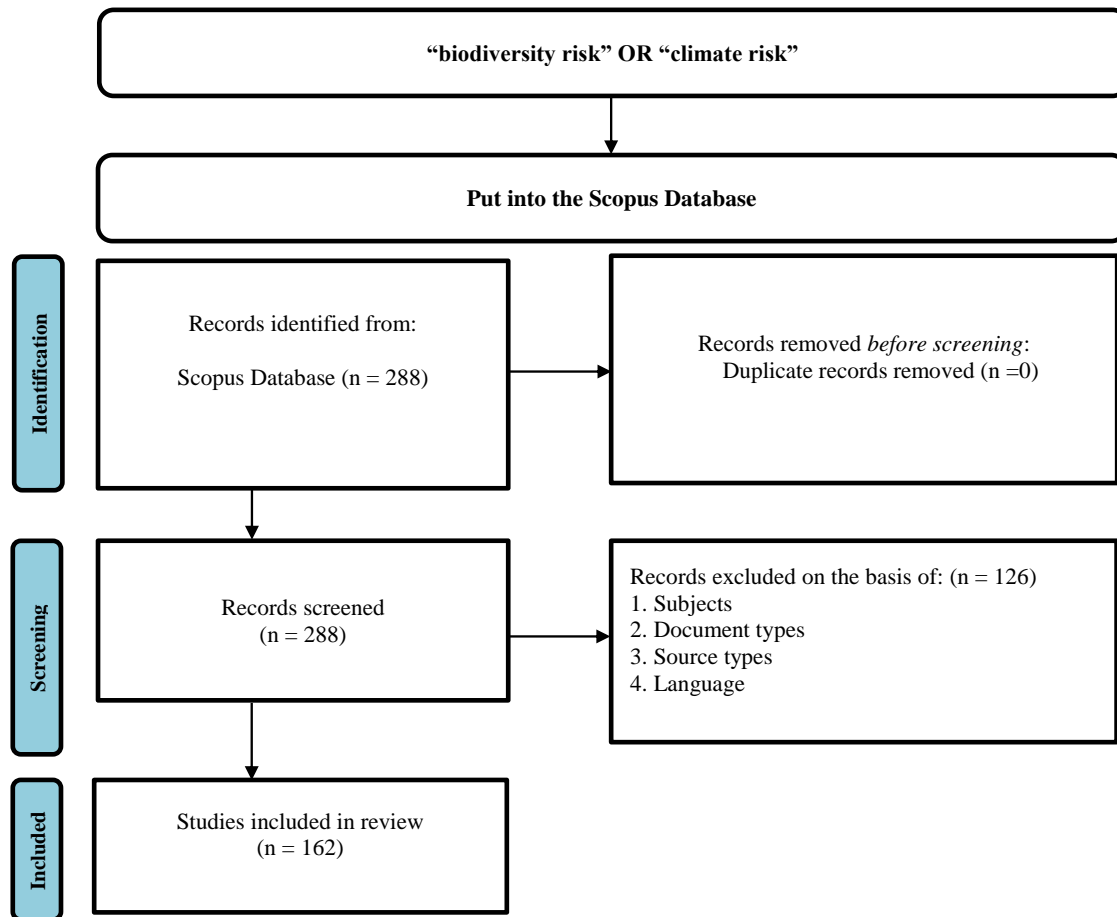 “biodiversity risk” OR “climate risk”
Put into the Scopus Database
Identification
Records identified from:
Scopus Database (n = 288)
Records removed before screening:
Duplicate records removed (n =0)
Screening
Records screened
(n = 288)
Records excluded on the basis of: (n = 126)
1. Subjects
2. Document types
3. Source types
4. Language
Included
Studies included in review
(n = 162)